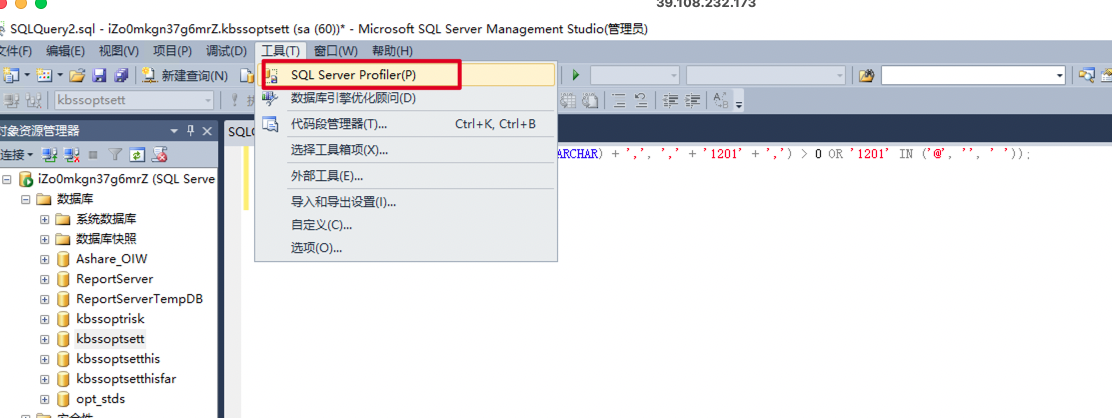 39.108.232.173
SQLQuery2.sql - iZo0mkgn37g6mrZ.kbssoptsett (sa (60))* - Microsoft SQL Server Management Studio(管理员)
文件(F) 编辑(E) 视图(V) 项目(P) 调试(D) 工具(T) 窗口(W) 帮助(H)
新建查询(N)
SQL Server Profiler(P)
kbssoptsett
数据库引擎优化顾问(D)
代码段管理器(T)... Ctrl+K, Ctrl+B
对象资源管理器
SQLQ
选择工具箱项(X)...
ARCHAR) + ',', ',' + '1201' + ',') > 0 OR '1201' IN ('@', '', ' '));
连接
外部工具(E)...
iZo0mkgn37g6mrZ (SQL Serve
导入和导出设置(I)...
数据库
自定义(C)...
系统数据库
选项(O)...
数据库快照
Ashare_OIW
ReportServer
ReportServerTempDB
kbssoptrisk
kbssoptsett
kbssoptsetthis
kbssoptsetthisfar
opt_stds
安全性